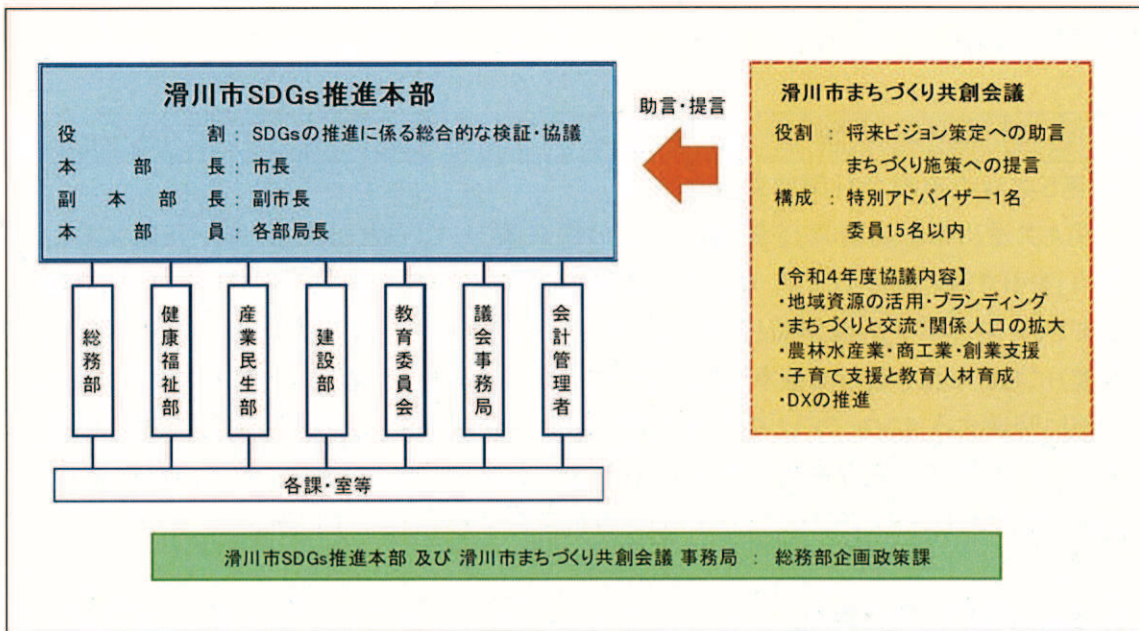 滑川市SDGs推進本部
役割：SDGsの推進に係る総合的な検証・協議
本部長：市長
副本部長：副市長
本部員：各部局長
総務部
健康福祉部
産業民生部
建設部
教育委員会
議会事務局
会計管理者
各課・室等
助言・提言
滑川市まちづくり共創会議
役割：将来ビジョン策定への助言
まちづくり施策への提言
構成：特別アドバイザー1名
委員15名以内
【令和4年度協議内容】
・地域資源の活用・ブランディング
・まちづくりと交流・関係人口の拡大
・農林水産業・商工業・創業支援
・子育て支援と教育人材育成
・DXの推進
滑川市SDGs推進本部 及び 滑川市まちづくり共創会議 事務局 ： 総務部企画政策課